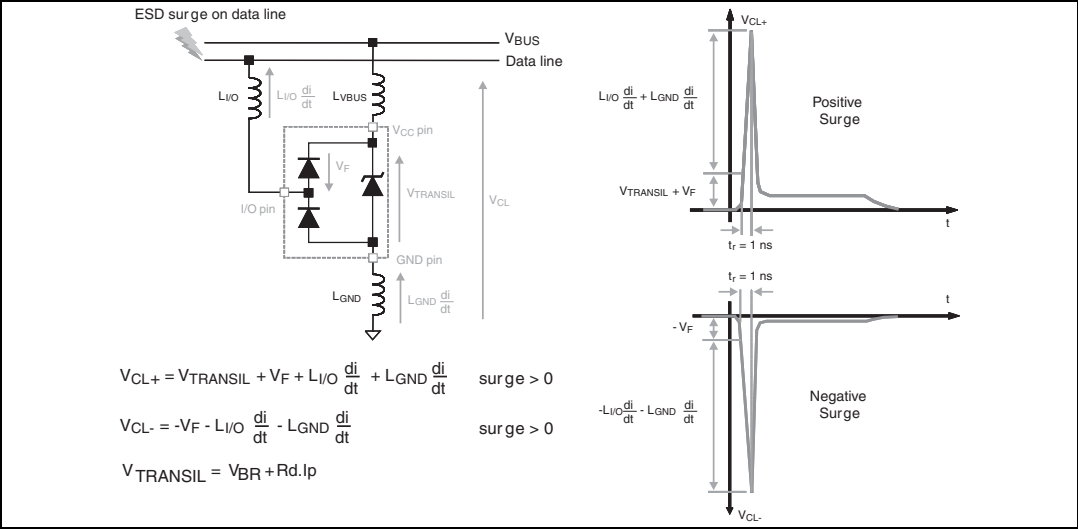 ESD surge on data line
VBUS
Data line
LI/O
LI/O di/dt
LVBUS
VCC pin
VF
VTRANSIL
VCL
I/O pin
GND pin
LGND
LGND di/dt
VCL+ = VTRANSIL + VF + LI/O di/dt + LGND di/dt surge > 0
VCL- = -VF - LI/O di/dt - LGND di/dt surge > 0
VTRANSIL = VBR + Rd.Ip
VCL+
LI/O di/dt + LGND di/dt
Positive
Surge
VTRANSIL + VF
t
tr = 1 ns
tr = 1 ns
t
- VF
-LI/O di/dt - LGND di/dt
Negative
Surge
VCL-